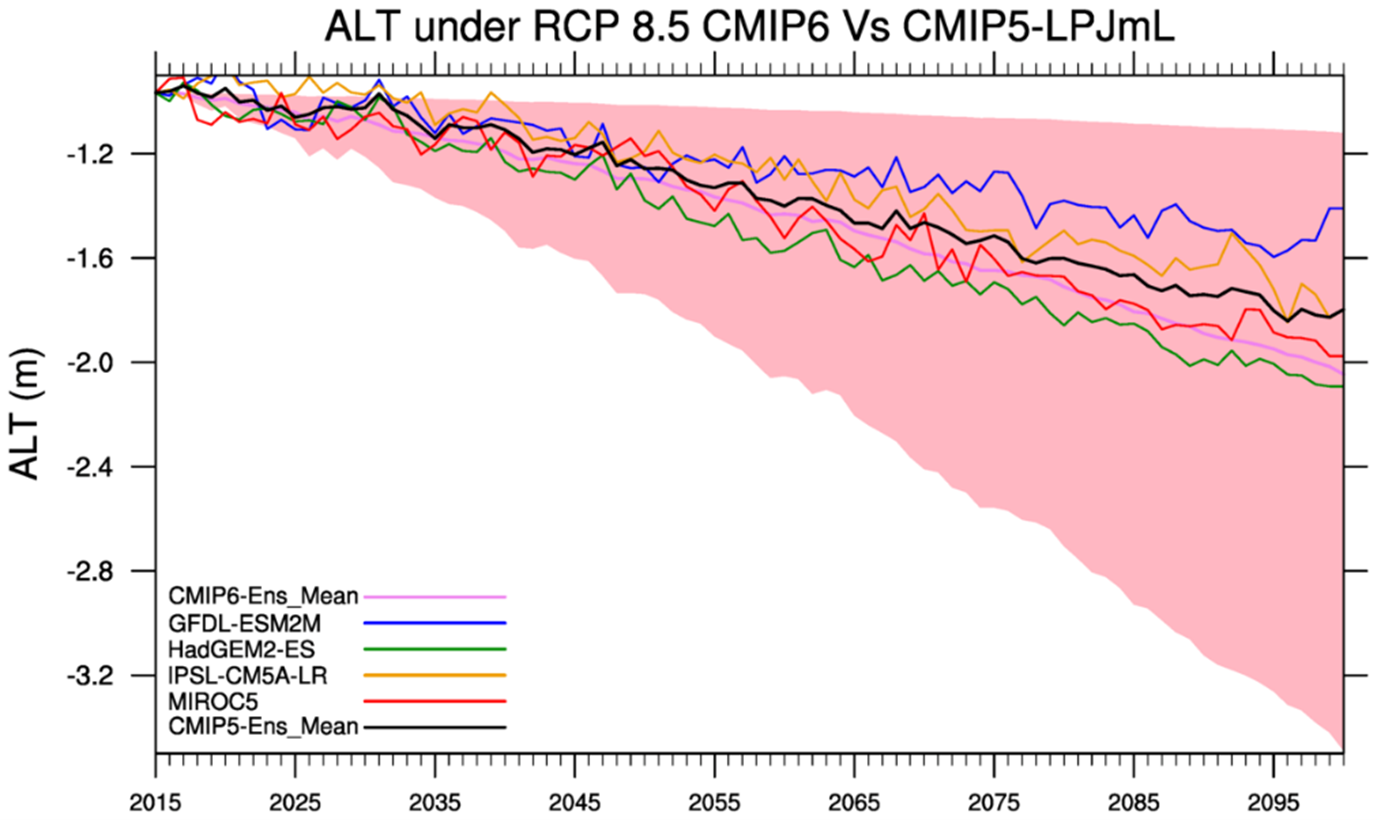 ALT under RCP 8.5 CMIP6 Vs CMIP5-LPJmL
ALT (m)
-1.2
-1.6
-2.0
-2.4
-2.8
-3.2
CMIP6-Ens_Mean
GFDL-ESM2M
HadGEM2-ES
IPSL-CM5A-LR
MIROC5
CMIP5-Ens_Mean
2015 2025 2035 2045 2055 2065 2075 2085 2095